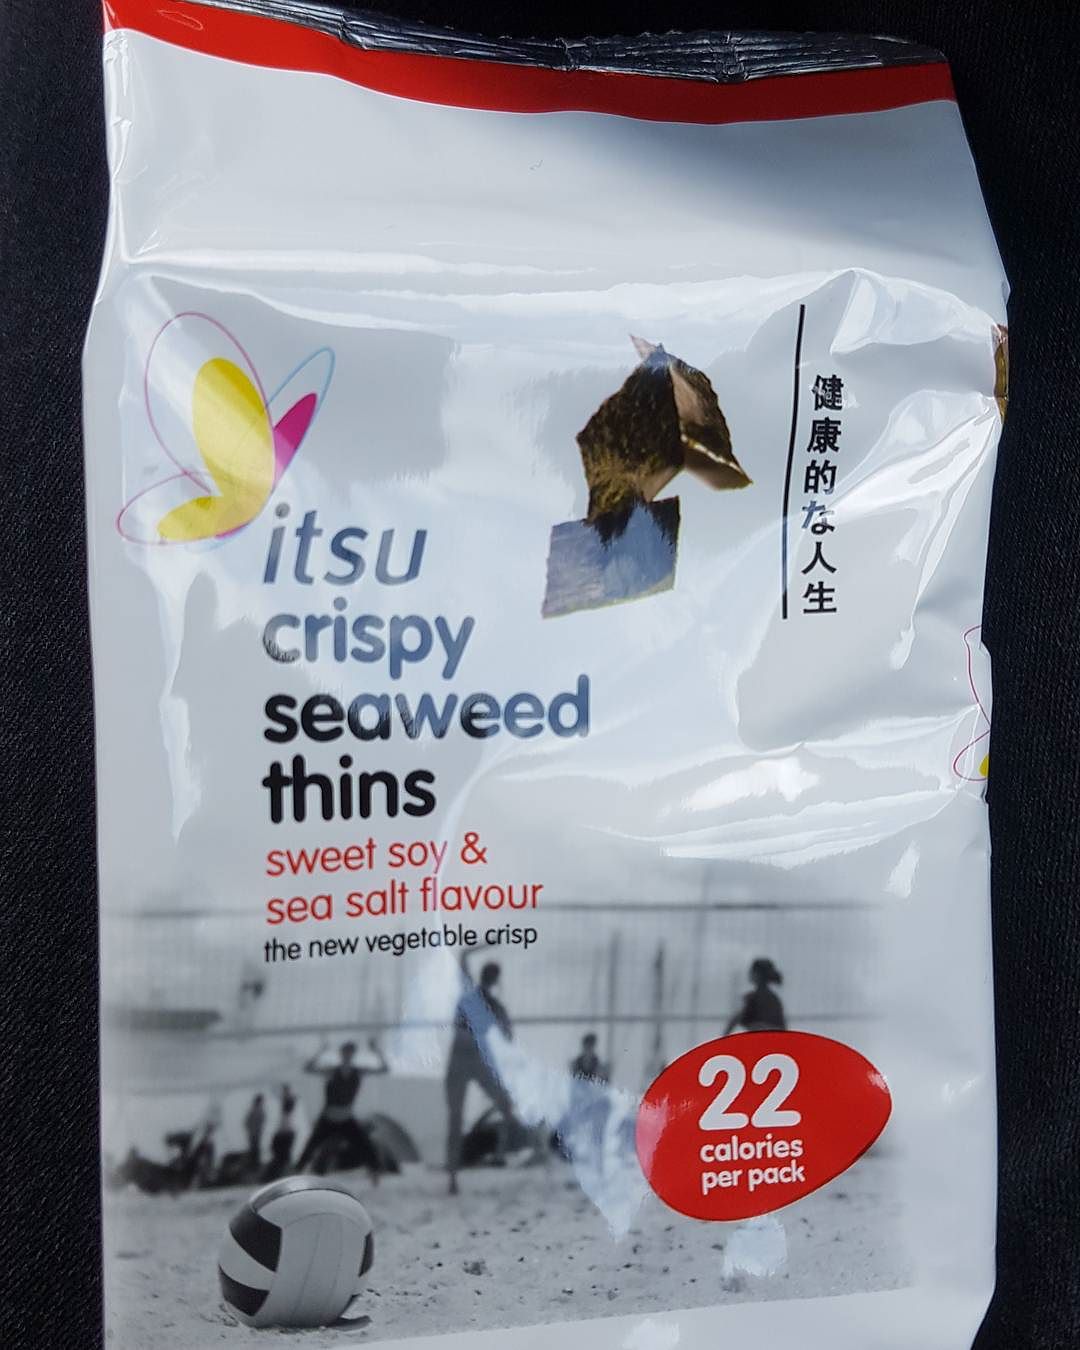 itsu
crispy
seaweed
thins
sweet soy &
sea salt flavour
the new vegetable crisp
健康的な人生
22
calories
per pack